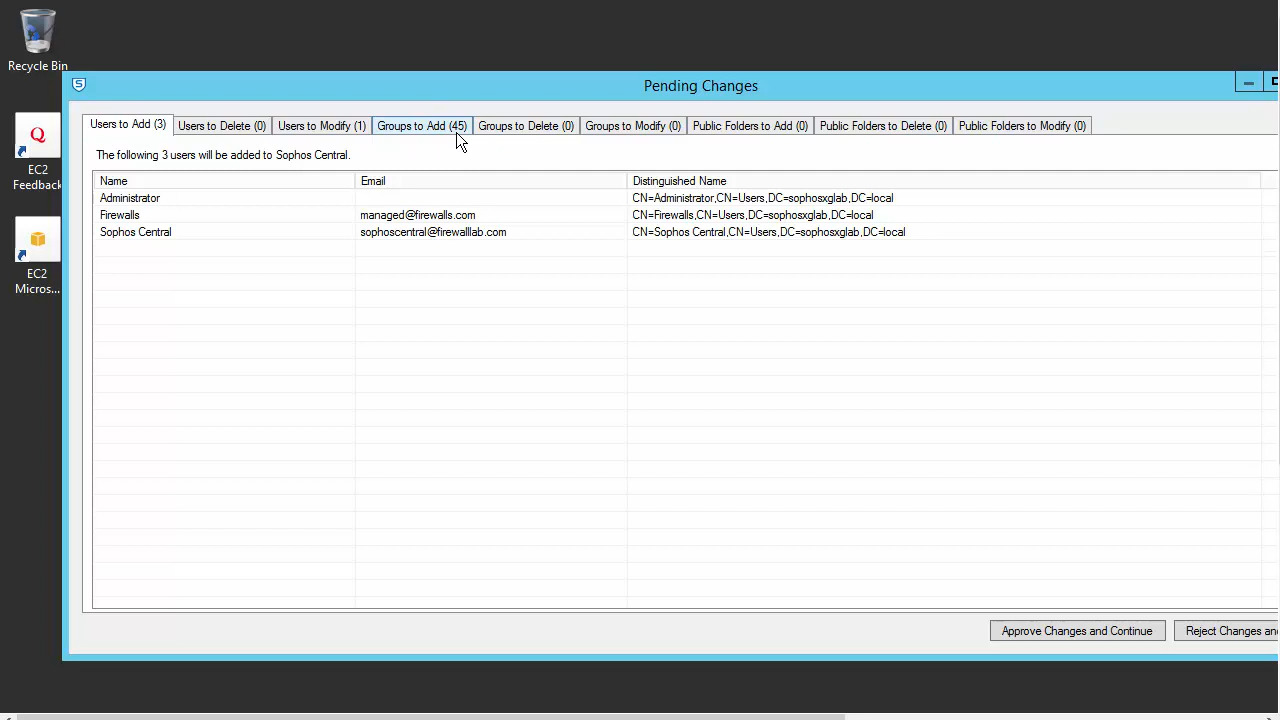 Recycle Bin
Pending Changes
EC2
Feedback
EC2
Micros...
Users to Add (3) Users to Delete (0) Users to Modify (1) Groups to Add (45) Groups to Delete (0) Groups to Modify (0) Public Folders to Add (0) Public Folders to Delete (0) Public Folders to Modify (0)
The following 3 users will be added to Sophos Central.
Name Email Distinguished Name
Administrator CN=Administrator,CN=Users,DC=sophosxglab,DC=local
Firewalls managed@firewalls.com CN=Firewalls,CN=Users,DC=sophosxglab,DC=local
Sophos Central sophoscentral@firewalllab.com CN=Sophos Central,CN=Users,DC=sophosxglab,DC=local
Approve Changes and Continue Reject Changes and